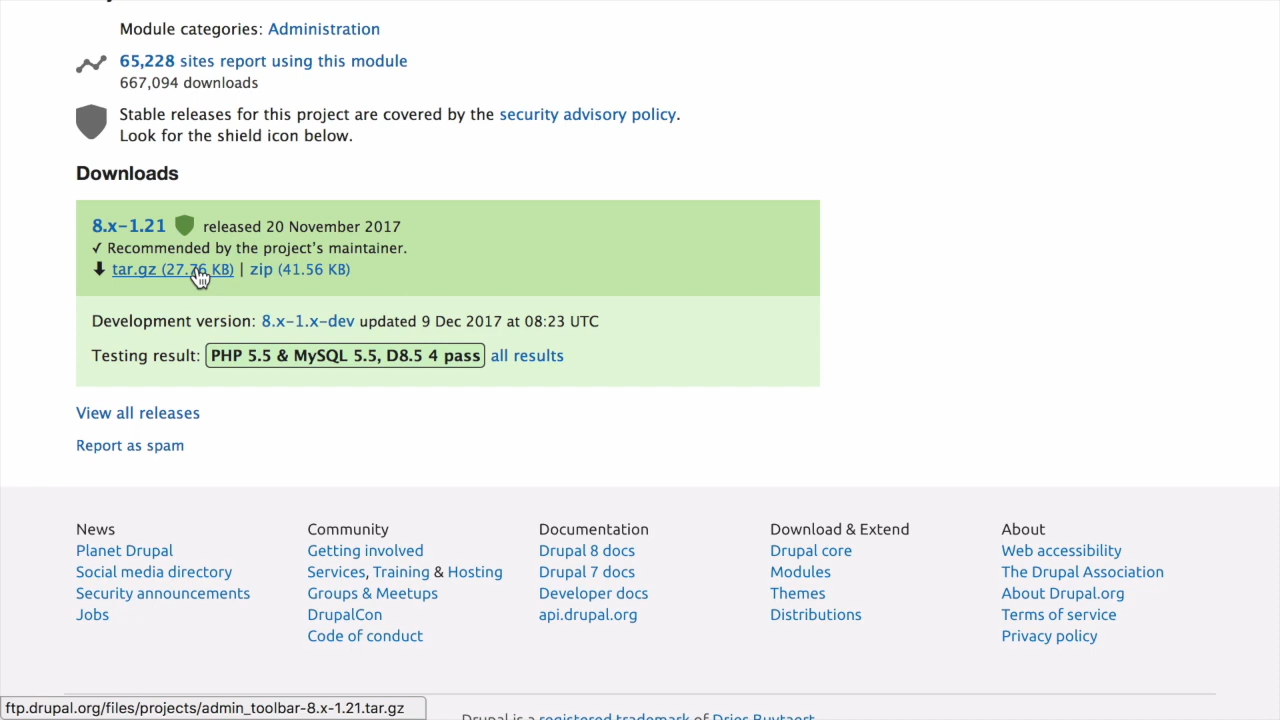 Module categories: Administration
65,228 sites report using this module
667,094 downloads
Stable releases for this project are covered by the security advisory policy.
Look for the shield icon below.
Downloads
8.x-1.21 released 20 November 2017
✓ Recommended by the project's maintainer.
tar.gz (27.76 KB) | zip (41.56 KB)
Development version: 8.x-1.x-dev updated 9 Dec 2017 at 08:23 UTC
Testing result: PHP 5.5 & MySQL 5.5, D8.5 4 pass all results
View all releases
Report as spam
News
Planet Drupal
Social media directory
Security announcements
Jobs
Community
Getting involved
Services, Training & Hosting
Groups & Meetups
DrupalCon
Code of conduct
Documentation
Drupal 8 docs
Drupal 7 docs
Developer docs
api.drupal.org
Download & Extend
Drupal core
Modules
Themes
Distributions
About
Web accessibility
The Drupal Association
About Drupal.org
Terms of service
Privacy policy
ftp.drupal.org/files/projects/admin_toolbar-8.x-1.21.tar.gz
Drupal is a registered trademark of Dries Buytaert.